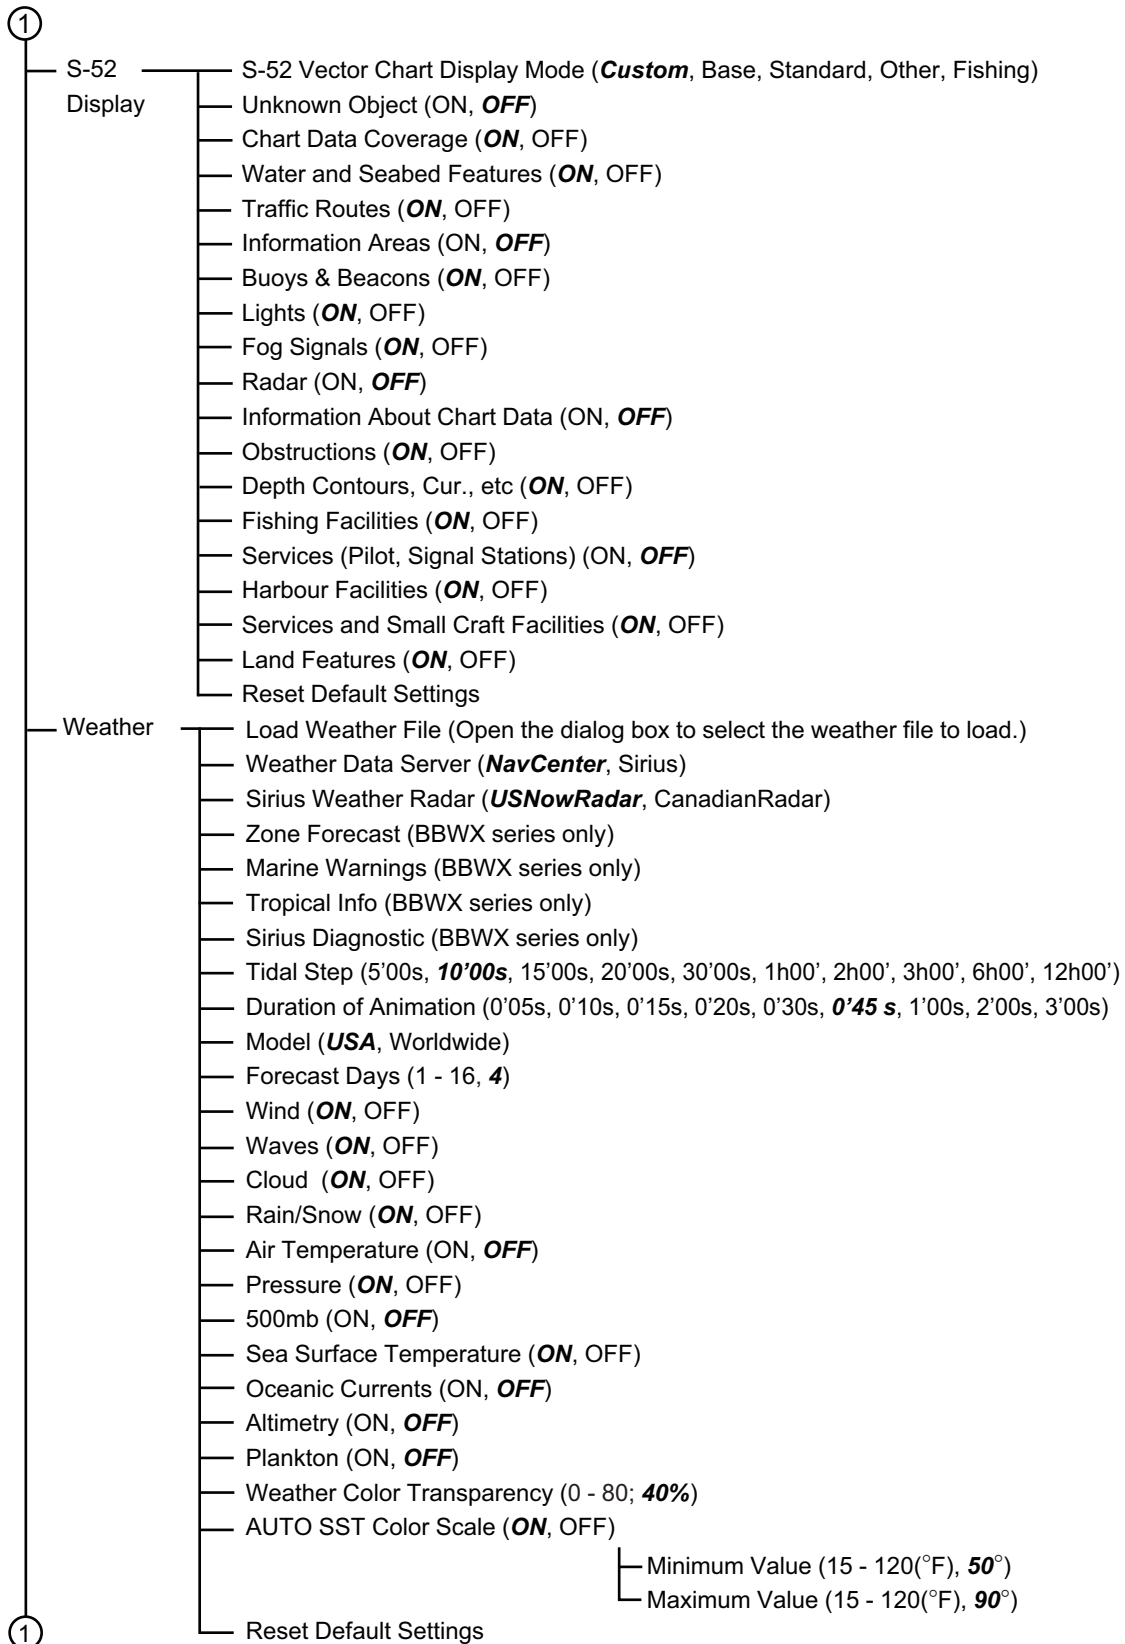 1
S-52 Display
S-52 Vector Chart Display Mode (Custom, Base, Standard, Other, Fishing)
Unknown Object (ON, OFF)
Chart Data Coverage (ON, OFF)
Water and Seabed Features (ON, OFF)
Traffic Routes (ON, OFF)
Information Areas (ON, OFF)
Buoys & Beacons (ON, OFF)
Lights (ON, OFF)
Fog Signals (ON, OFF)
Radar (ON, OFF)
Information About Chart Data (ON, OFF)
Obstructions (ON, OFF)
Depth Contours, Cur., etc (ON, OFF)
Fishing Facilities (ON, OFF)
Services (Pilot, Signal Stations) (ON, OFF)
Harbour Facilities (ON, OFF)
Services and Small Craft Facilities (ON, OFF)
Land Features (ON, OFF)
Reset Default Settings
Weather
Load Weather File (Open the dialog box to select the weather file to load.)
Weather Data Server (NavCenter, Sirius)
Sirius Weather Radar (USNowRadar, CanadianRadar)
Zone Forecast (BBWX series only)
Marine Warnings (BBWX series only)
Tropical Info (BBWX series only)
Sirius Diagnostic (BBWX series only)
Tidal Step (5’00s, 10’00s, 15’00s, 20’00s, 30’00s, 1h00’, 2h00’, 3h00’, 6h00’, 12h00’)
Duration of Animation (0’05s, 0’10s, 0’15s, 0’20s, 0’30s, 0’45 s, 1’00s, 2’00s, 3’00s)
Model (USA, Worldwide)
Forecast Days (1 - 16, 4)
Wind (ON, OFF)
Waves (ON, OFF)
Cloud (ON, OFF)
Rain/Snow (ON, OFF)
Air Temperature (ON, OFF)
Pressure (ON, OFF)
500mb (ON, OFF)
Sea Surface Temperature (ON, OFF)
Oceanic Currents (ON, OFF)
Altimetry (ON, OFF)
Plankton (ON, OFF)
Weather Color Transparency (0 - 80; 40%)
AUTO SST Color Scale (ON, OFF)
Minimum Value (15 - 120(°F), 50°)
Maximum Value (15 - 120(°F), 90°)
Reset Default Settings
1